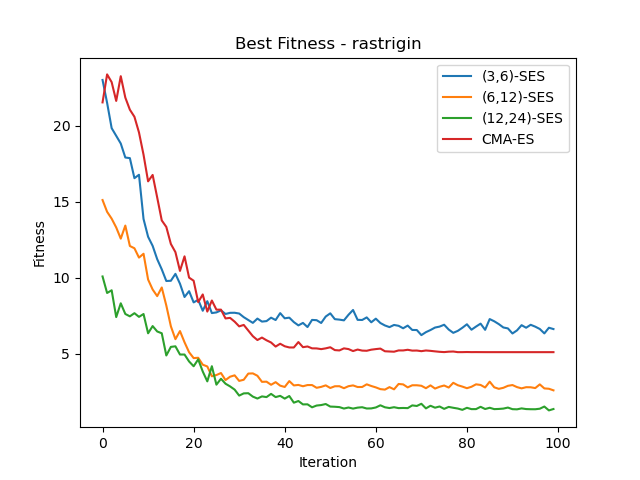 Best Fitness - rastrigin
(3,6)-SES
(6,12)-SES
(12,24)-SES
CMA-ES
Fitness
20
15
10
5
0 20 40 60 80 100
Iteration